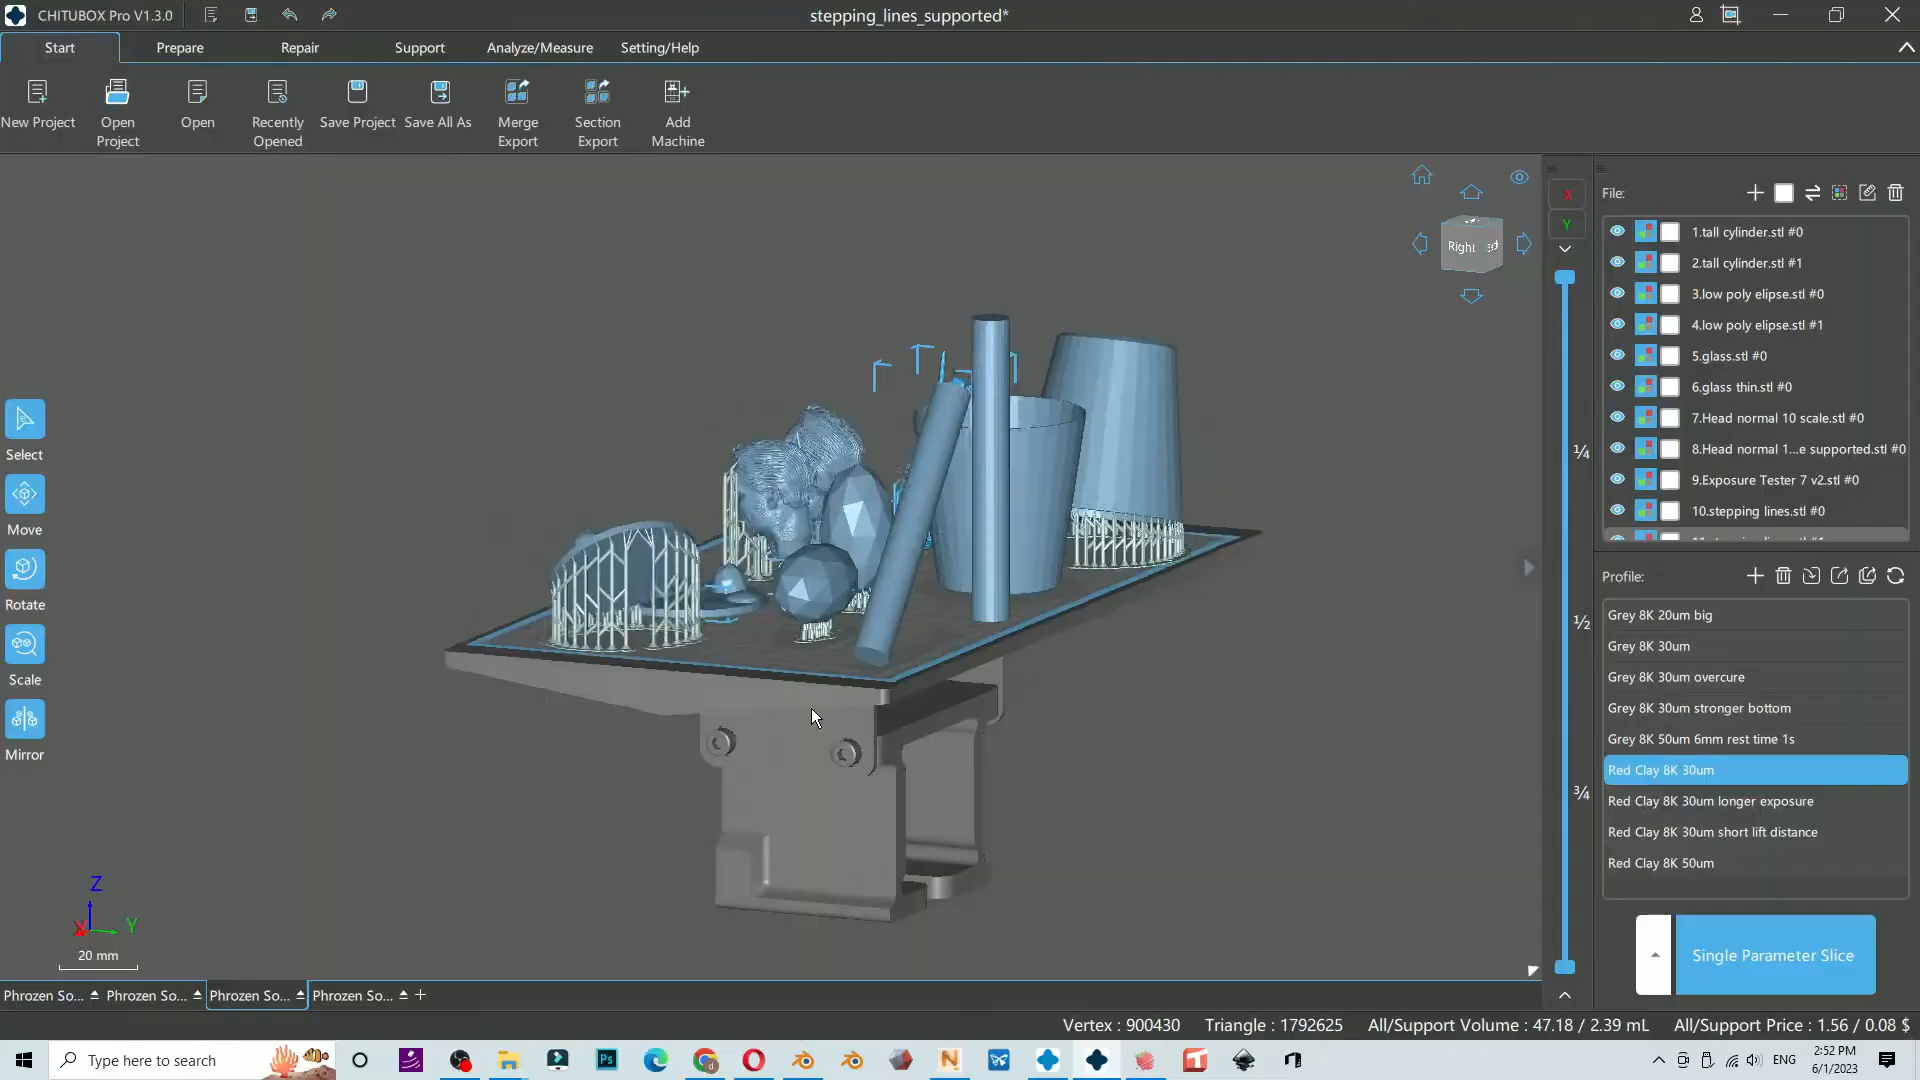 CHITUBOX Pro V1.3.0
stepping_lines_supported*
Start
Prepare
Repair
Support
Analyze/Measure
Setting/Help
New Project
Open Project
Open
Recently Opened
Save Project
Save All As
Merge Export
Section Export
Add Machine
Right
X
Y
Select
Move
Rotate
Scale
Mirror
¼
½
¾
File:
1.tall cylinder.stl #0
2.tall cylinder.stl #1
3.low poly elipse.stl #0
4.low poly elipse.stl #1
5.glass.stl #0
6.glass thin.stl #0
7.Head normal 10 scale.stl #0
8.Head normal 1...e supported.stl #0
9.Exposure Tester 7 v2.stl #0
10.stepping lines.stl #0
Profile:
Grey 8K 20um big
Grey 8K 30um
Grey 8K 30um overcure
Grey 8K 30um stronger bottom
Grey 8K 50um 6mm rest time 1s
Red Clay 8K 30um
Red Clay 8K 30um longer exposure
Red Clay 8K 30um short lift distance
Red Clay 8K 50um
Single Parameter Slice
Z
X
Y
20 mm
Phrozen So...
Phrozen So...
Phrozen So...
Phrozen So...
Vertex : 900430
Triangle : 1792625
All/Support Volume : 47.18 / 2.39 mL
All/Support Price : 1.56 / 0.08 $
Type here to search
ENG
2:52 PM
6/1/2023